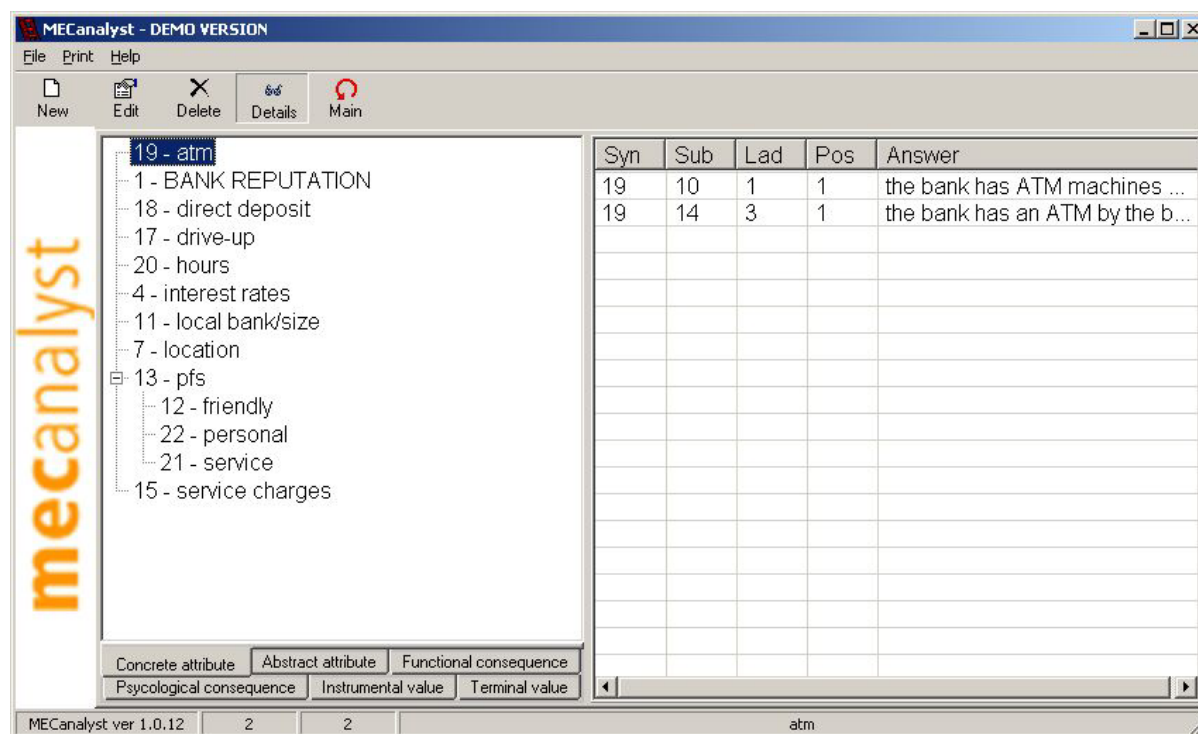 MECanalyst - DEMO VERSION
File Print Help
New Edit Delete Details Main
mecanalyst
19 - atm
1 - BANK REPUTATION
18 - direct deposit
17 - drive-up
20 - hours
4 - interest rates
11 - local bank/size
7 - location
13 - pfs
12 - friendly
22 - personal
21 - service
15 - service charges
Syn Sub Lad Pos Answer
19 10 1 1 the bank has ATM machines ...
19 14 3 1 the bank has an ATM by the b...
Concrete attribute Abstract attribute Functional consequence
Psycological consequence Instrumental value Terminal value
MECanalyst ver 1.0.12 2 2 atm